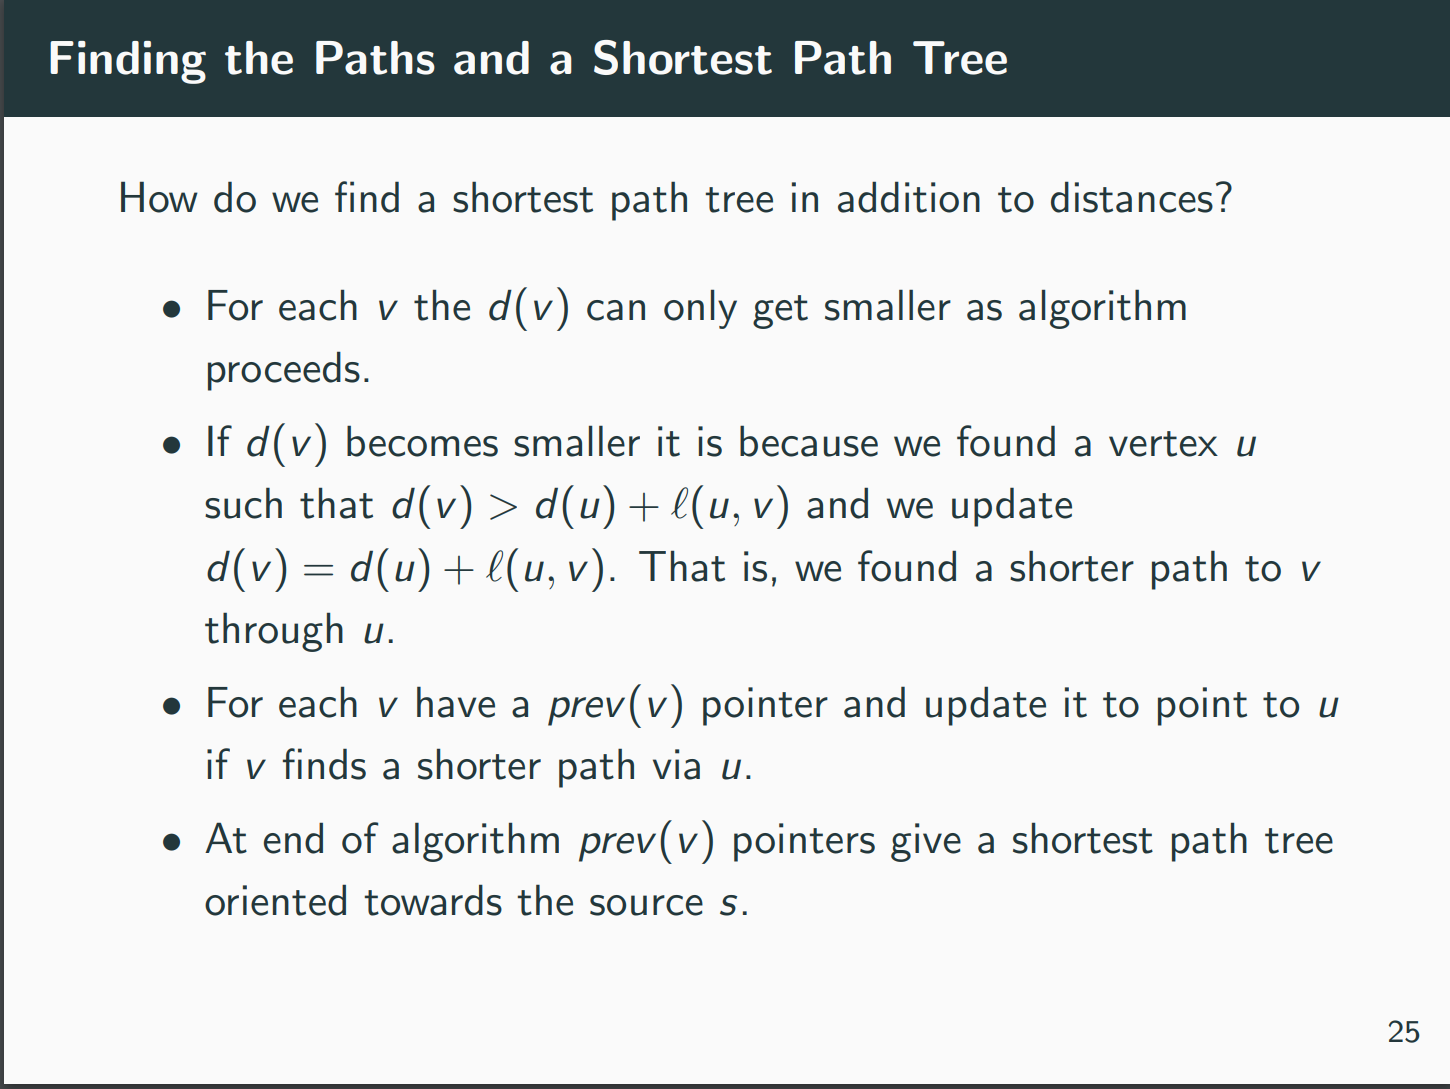 Finding the Paths and a Shortest Path Tree
How do we find a shortest path tree in addition to distances?
• For each v the d(v) can only get smaller as algorithm
proceeds.
• If d(v) becomes smaller it is because we found a vertex u
such that d(v) > d(u) + ℓ(u, v) and we update
d(v) = d(u) + ℓ(u, v). That is, we found a shorter path to v
through u.
• For each v have a prev(v) pointer and update it to point to u
if v finds a shorter path via u.
• At end of algorithm prev(v) pointers give a shortest path tree
oriented towards the source s.
25